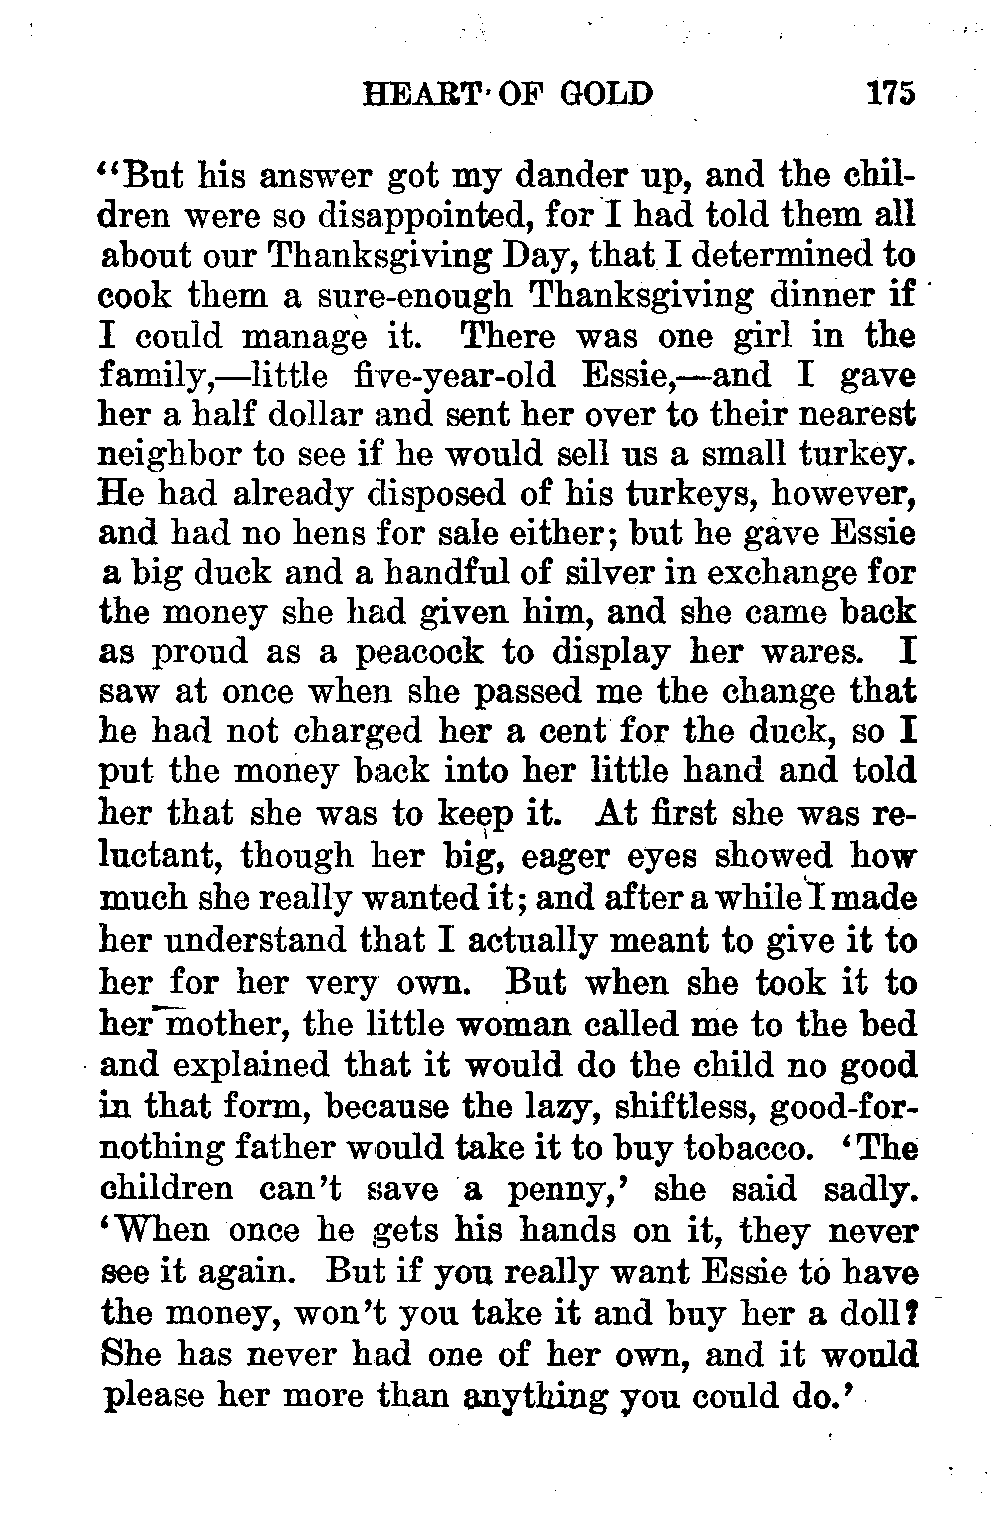 HEART OF GOLD 175
“But his answer got my dander up, and the chil-
dren were so disappointed, for I had told them all
about our Thanksgiving Day, that I determined to
cook them a sure-enough Thanksgiving dinner if
I could manage it. There was one girl in the
family,—little five-year-old Essie,—and I gave
her a half dollar and sent her over to their nearest
neighbor to see if he would sell us a small turkey.
He had already disposed of his turkeys, however,
and had no hens for sale either; but he gave Essie
a big duck and a handful of silver in exchange for
the money she had given him, and she came back
as proud as a peacock to display her wares. I
saw at once when she passed me the change that
he had not charged her a cent for the duck, so I
put the money back into her little hand and told
her that she was to keep it. At first she was re-
luctant, though her big, eager eyes showed how
much she really wanted it; and after a while I made
her understand that I actually meant to give it to
her for her very own. But when she took it to
her mother, the little woman called me to the bed
and explained that it would do the child no good
in that form, because the lazy, shiftless, good-for-
nothing father would take it to buy tobacco. ‘The
children can’t save a penny,’ she said sadly.
‘When once he gets his hands on it, they never
see it again. But if you really want Essie to have
the money, won’t you take it and buy her a doll?
She has never had one of her own, and it would
please her more than anything you could do.’